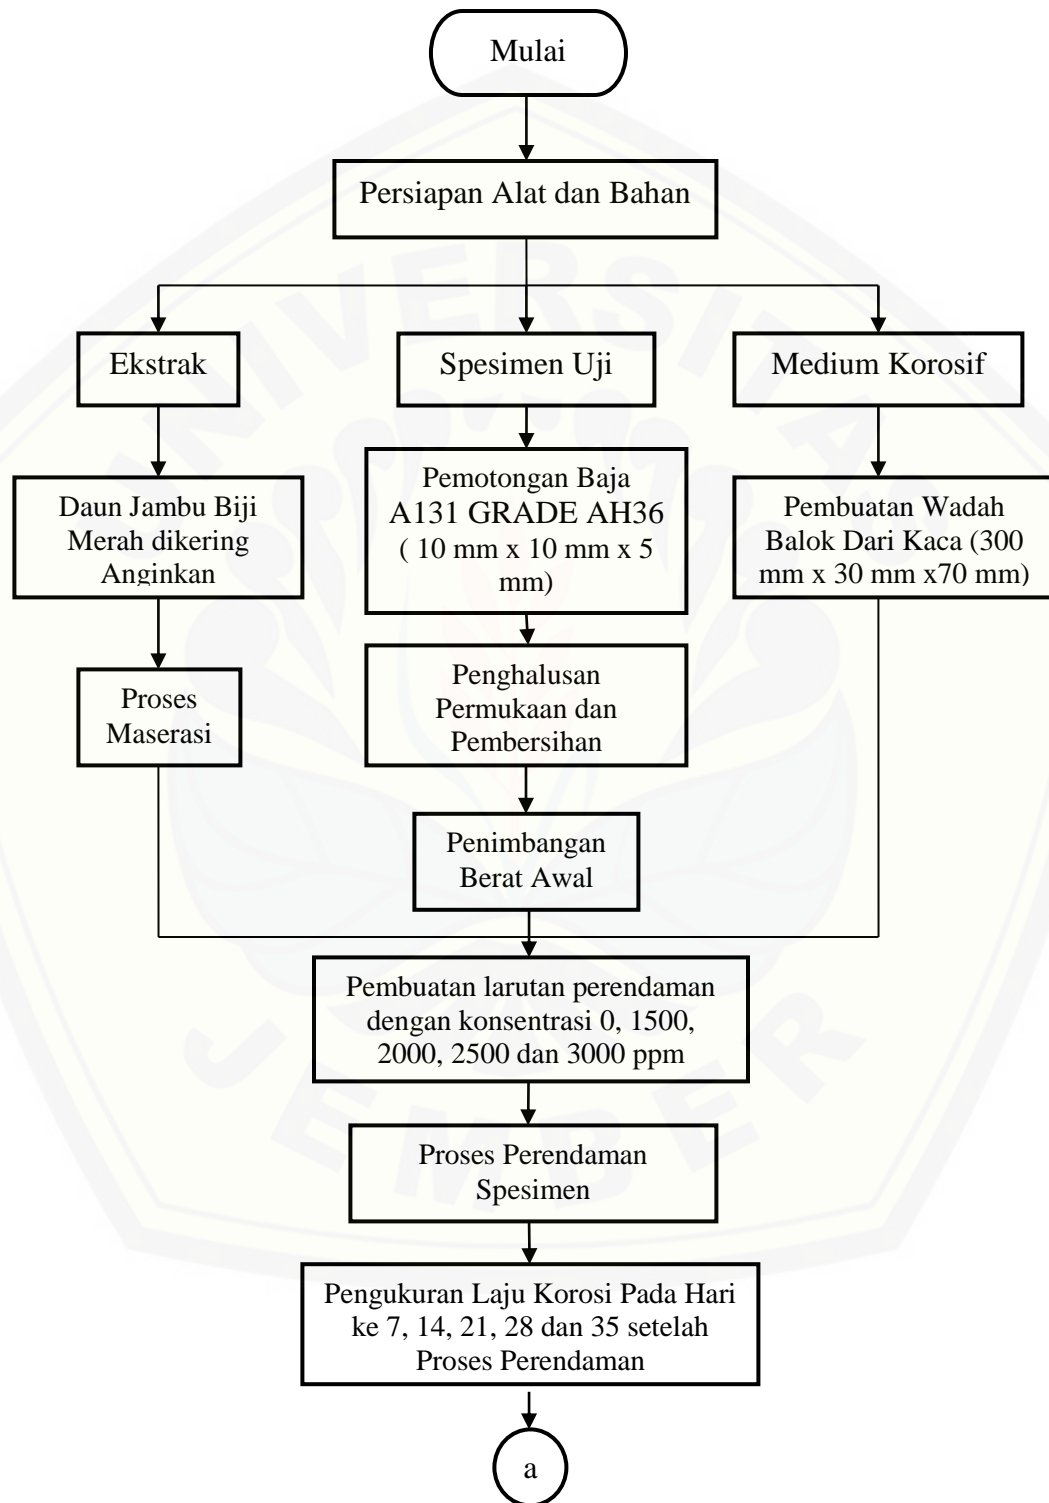 Mulai
Persiapan Alat dan Bahan
Ekstrak
Spesimen Uji
Medium Korosif
Daun Jambu Biji
Merah dikering
Anginkan
Pemotongan Baja
A131 GRADE AH36
( 10 mm x 10 mm x 5
mm)
Pembuatan Wadah
Balok Dari Kaca (300
mm x 30 mm x70 mm)
Proses
Maserasi
Penghalusan
Permukaan dan
Pembersihan
Penimbangan
Berat Awal
Pembuatan larutan perendaman
dengan konsentrasi 0, 1500,
2000, 2500 dan 3000 ppm
Proses Perendaman
Spesimen
Pengukuran Laju Korosi Pada Hari
ke 7, 14, 21, 28 dan 35 setelah
Proses Perendaman
a
UNIVERSITAS
JEMBER